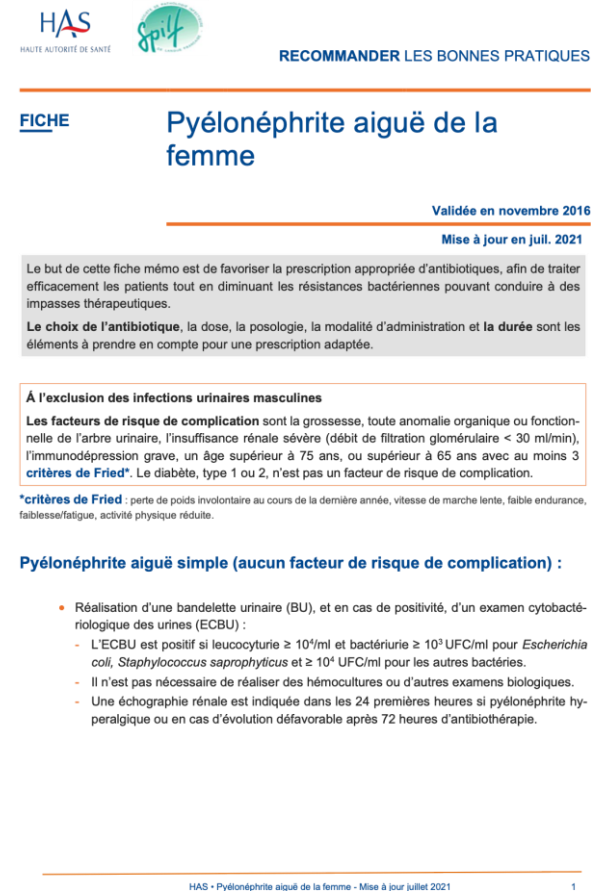 HAS
HAUTE AUTORITÉ DE SANTÉ
Spilf
RECOMMANDER LES BONNES PRATIQUES
FICHE
Pyélonéphrite aiguë de la
femme
Validée en novembre 2016
Mise à jour en juil. 2021
Le but de cette fiche mémo est de favoriser la prescription appropriée d’antibiotiques, afin de traiter
efficacement les patients tout en diminuant les résistances bactériennes pouvant conduire à des
impasses thérapeutiques.
Le choix de l’antibiotique, la dose, la posologie, la modalité d’administration et la durée sont les
éléments à prendre en compte pour une prescription adaptée.
Á l’exclusion des infections urinaires masculines
Les facteurs de risque de complication sont la grossesse, toute anomalie organique ou fonction-
nelle de l’arbre urinaire, l’insuffisance rénale sévère (débit de filtration glomérulaire < 30 ml/min),
l’immunodépression grave, un âge supérieur à 75 ans, ou supérieur à 65 ans avec au moins 3
critères de Fried*. Le diabète, type 1 ou 2, n’est pas un facteur de risque de complication.
*critères de Fried : perte de poids involontaire au cours de la dernière année, vitesse de marche lente, faible endurance,
faiblesse/fatigue, activité physique réduite.
Pyélonéphrite aiguë simple (aucun facteur de risque de complication) :
• Réalisation d’une bandelette urinaire (BU), et en cas de positivité, d’un examen cytobacté-
riologique des urines (ECBU) :
- L’ECBU est positif si leucocyturie ≥ 10⁴/ml et bactériurie ≥ 10³ UFC/ml pour Escherichia
coli, Staphylococcus saprophyticus et ≥ 10⁴ UFC/ml pour les autres bactéries.
- Il n’est pas nécessaire de réaliser des hémocultures ou d’autres examens biologiques.
- Une échographie rénale est indiquée dans les 24 premières heures si pyélonéphrite hy-
peralgique ou en cas d’évolution défavorable après 72 heures d’antibiothérapie.
HAS • Pyélonéphrite aiguë de la femme - Mise à jour juillet 2021 1